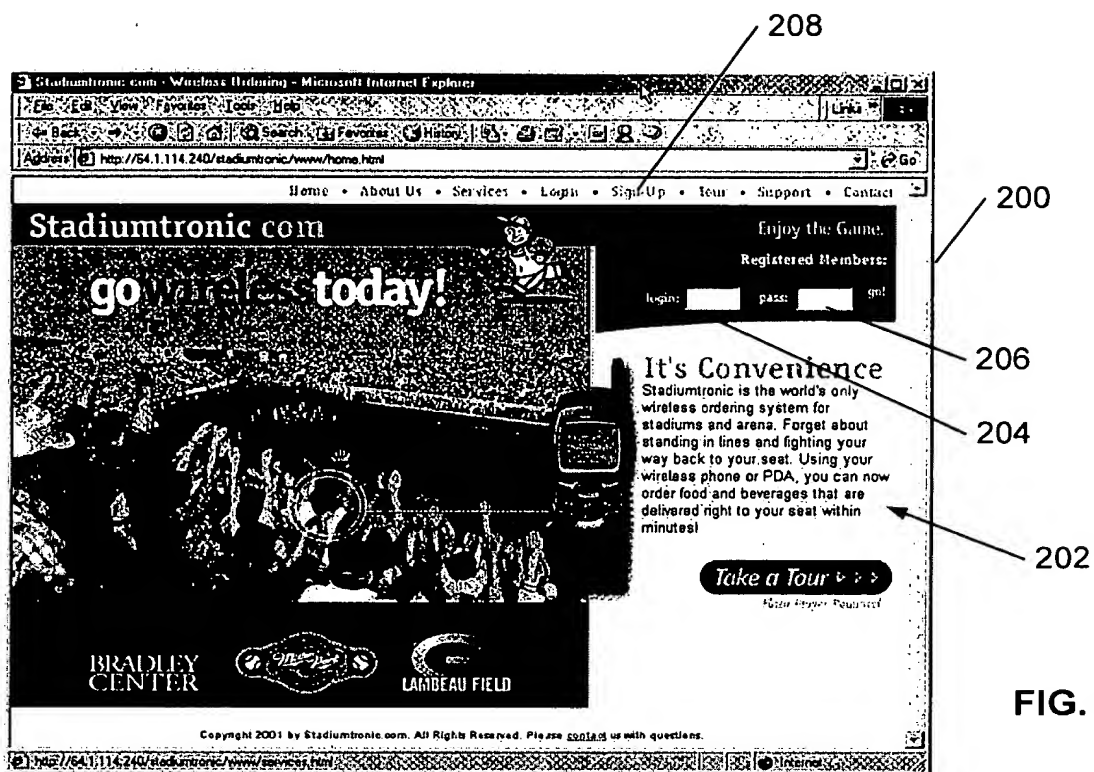 208
Stadiumtronic com - Wireless Ordering - Microsoft Internet Explorer
File Edit View Favorites Tools Help
Links
Back Search Favorites History
Address http://64.1.114.240/stadiumtronic/www/home.html Go
Home • About Us • Services • Login • Sign Up • Tour • Support • Contact
200
Stadiumtronic com
Enjoy the Game.
Registered Members:
go wireless today!
login: pass: go!
206
It's Convenience
Stadiumtronic is the world's only
wireless ordering system for
stadiums and arena. Forget about
standing in lines and fighting your
way back to your seat. Using your
wireless phone or PDA, you can now
order food and beverages that are
delivered right to your seat within
minutes!
204
202
Take a Tour
BRADLEY
CENTER
LAMBEAU FIELD
FIG.
Copyright 2001 by Stadiumtronic.com. All Rights Reserved. Please contact us with questions.
http://64.1.114.240/stadiumtronic/www/services.html Internet